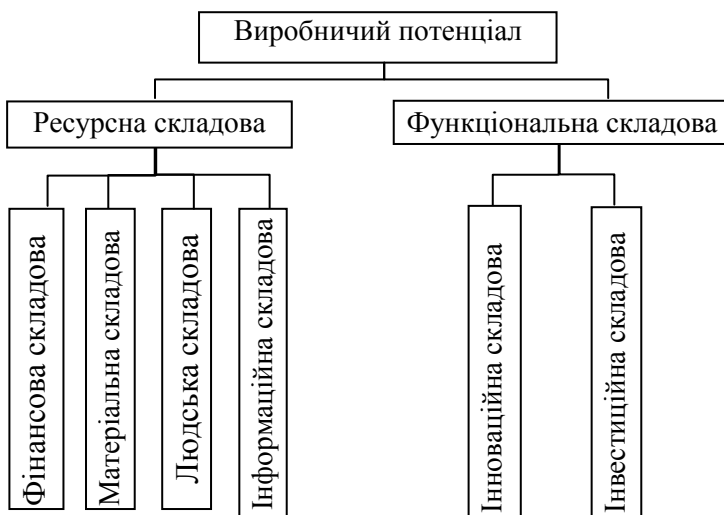 Виробничий потенціал
Ресурсна складова
Функціональна складова
Фінансова складова
Матеріальна складова
Людська складова
Інформаційна складова
Інноваційна складова
Інвестиційна складова